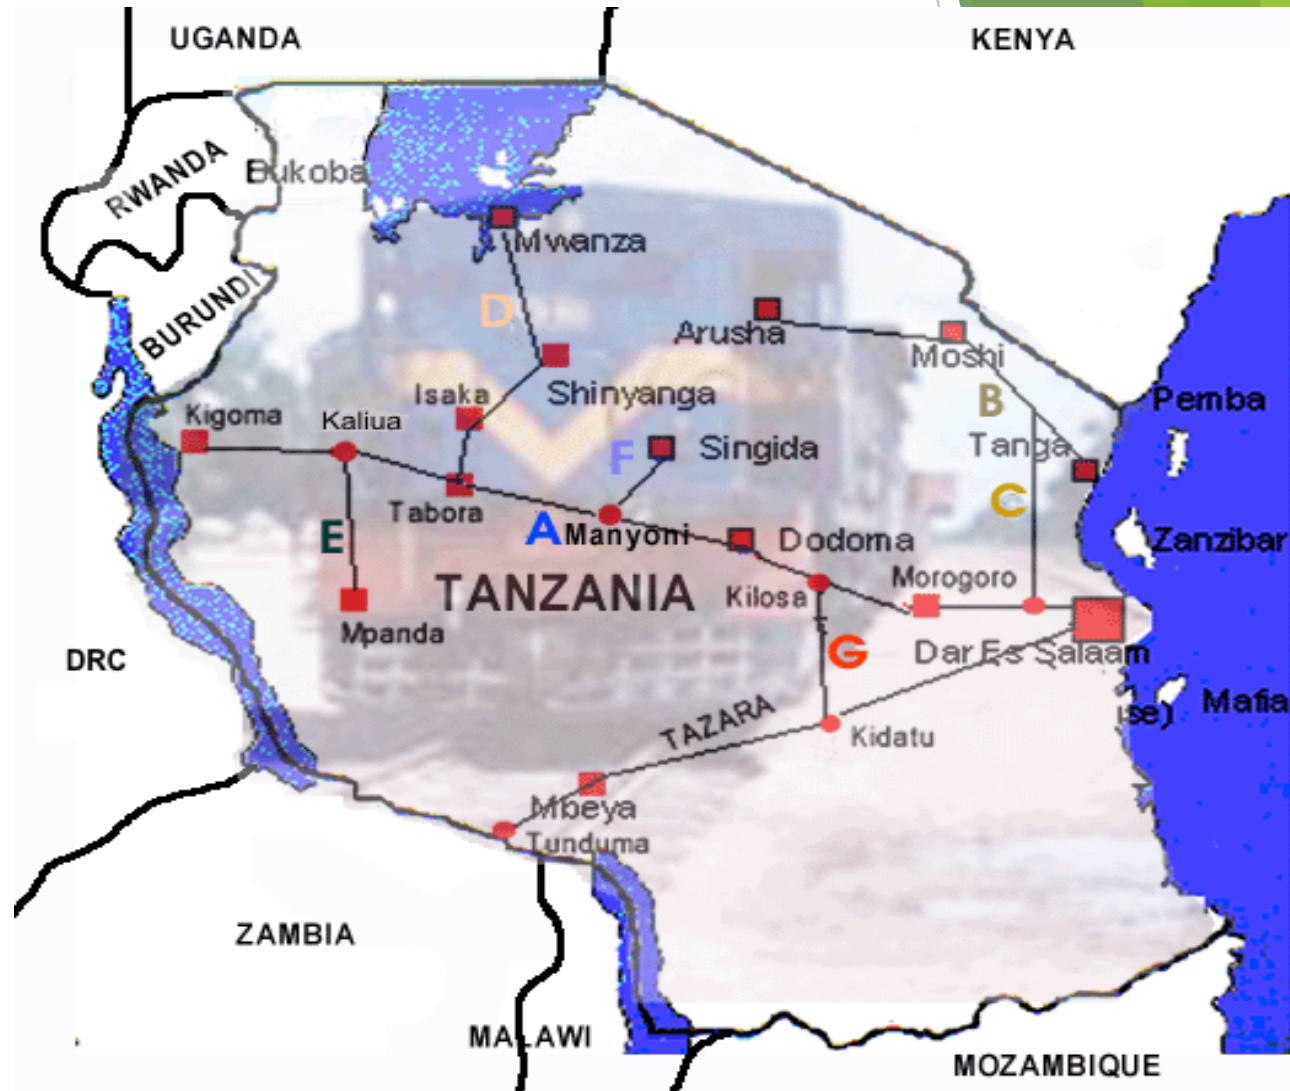 UGANDA
KENYA
RWANDA
Bukoba
Mwanza
BURUNDI
D
Arusha
Moshi
Isaka
Shinyanga
B
Pemba
Kigoma
Kaliua
Tanga
F
Singida
C
Tabora
A
Manyoni
E
Dodoma
Zanzibar
TANZANIA
Kilosa
Morogoro
Mpanda
G
Dar Es Salaam
DRC
Mafia
se)
TAZARA
Kidatu
Mbeya
Tunduma
ZAMBIA
MALAWI
MOZAMBIQUE